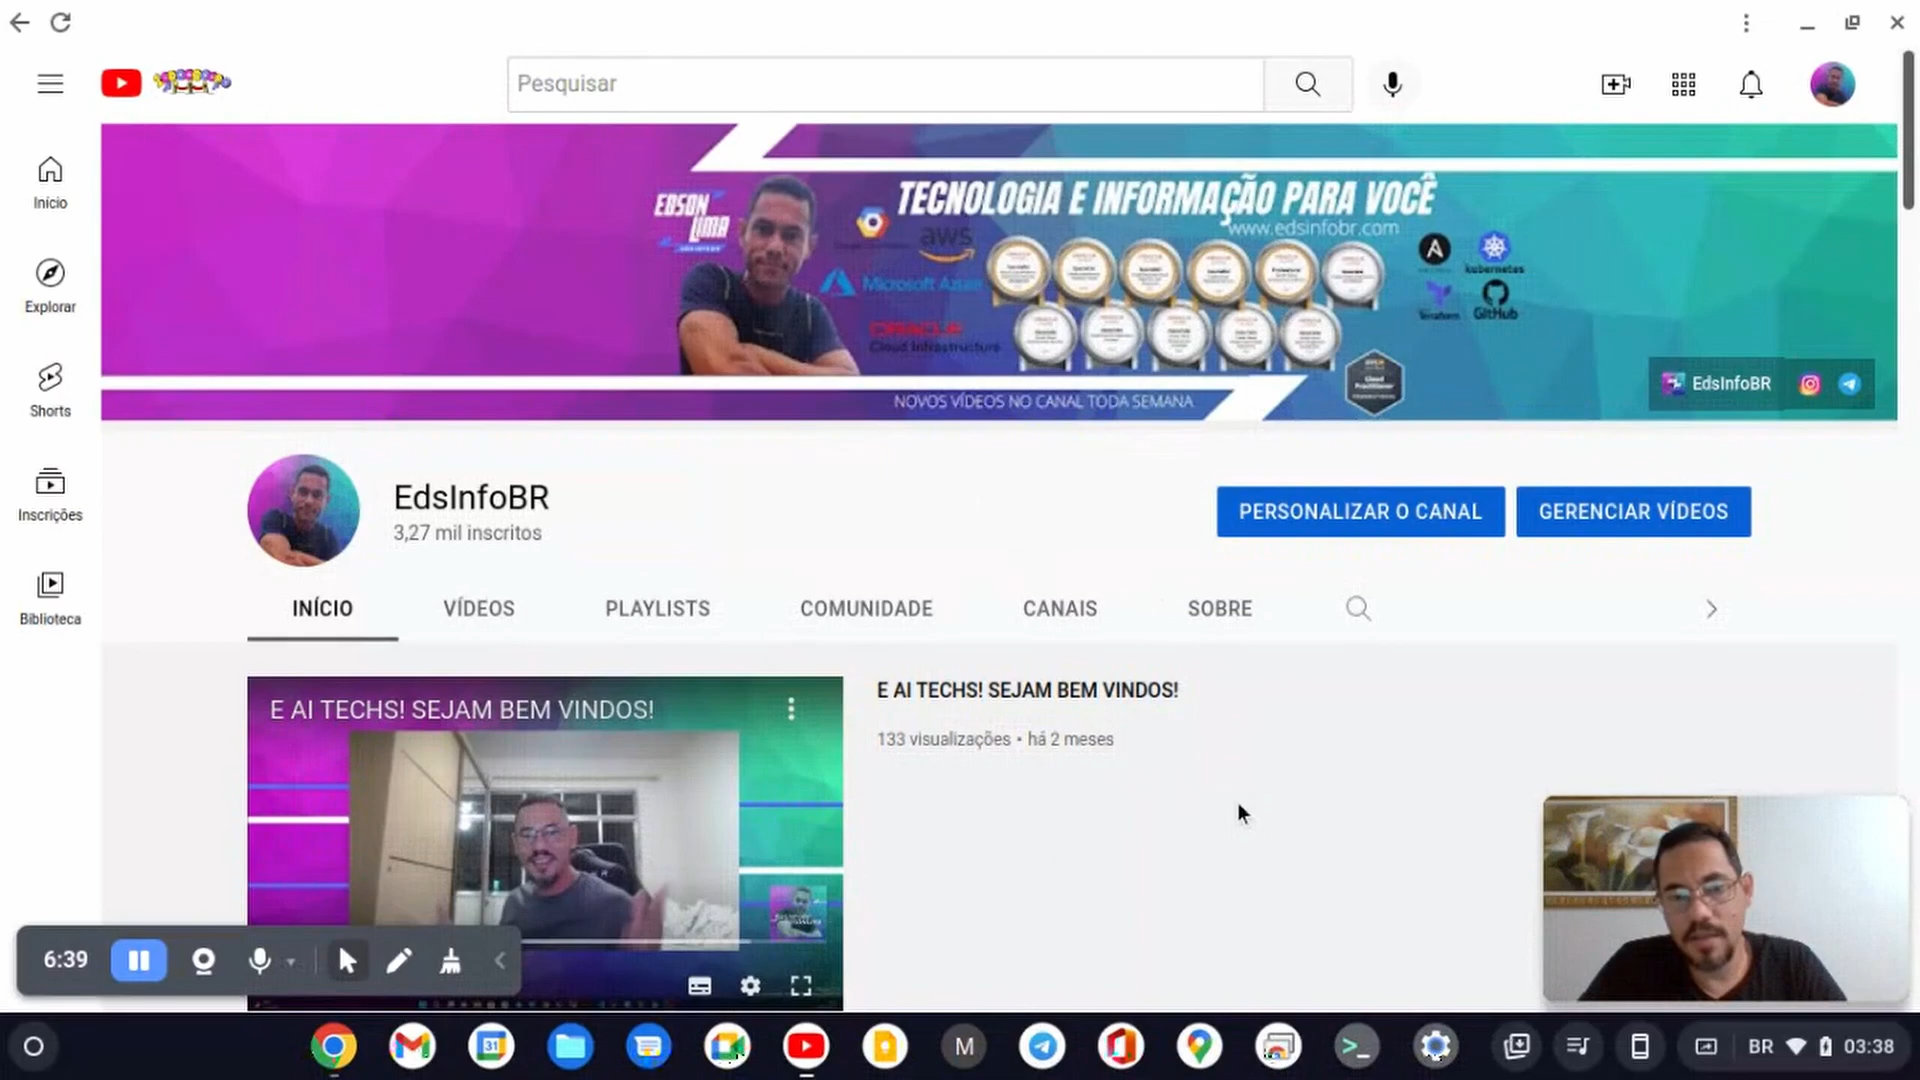 Pesquisar
Início
Explorar
Shorts
Inscrições
Biblioteca
EDSON
LIMA
TECNOLOGIA E INFORMAÇÃO PARA VOCÊ
www.edsinfobr.com
aws
Microsoft Azure
ORACLE
Cloud Infrastructure
kubernetes
Terraform
GitHub
NOVOS VÍDEOS NO CANAL TODA SEMANA
EdsInfoBR
EdsInfoBR
3,27 mil inscritos
PERSONALIZAR O CANAL
GERENCIAR VÍDEOS
INÍCIO
VÍDEOS
PLAYLISTS
COMUNIDADE
CANAIS
SOBRE
E AI TECHS! SEJAM BEM VINDOS!
E AI TECHS! SEJAM BEM VINDOS!
133 visualizações • há 2 meses
6:39
31
M
BR
03:38